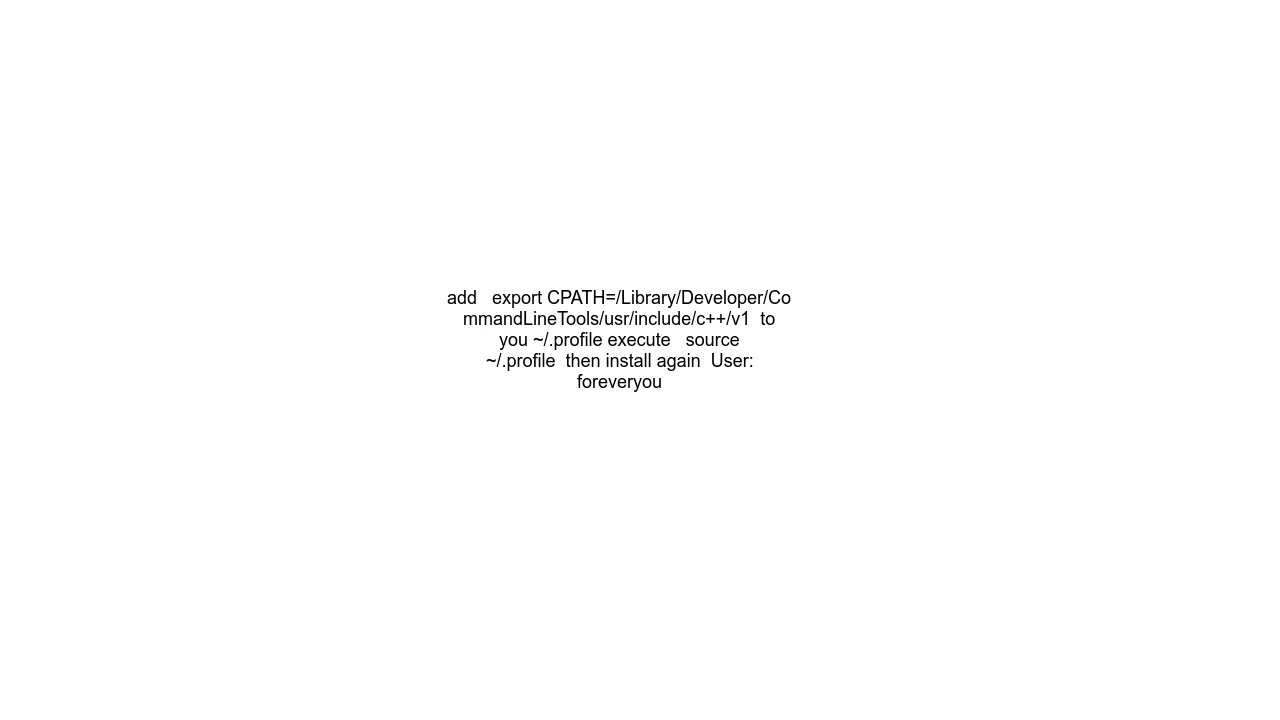 add   export CPATH=/Library/Developer/Co
mmandLineTools/usr/include/c++/v1  to
you ~/.profile execute   source
~/.profile  then install again  User:
foreveryou